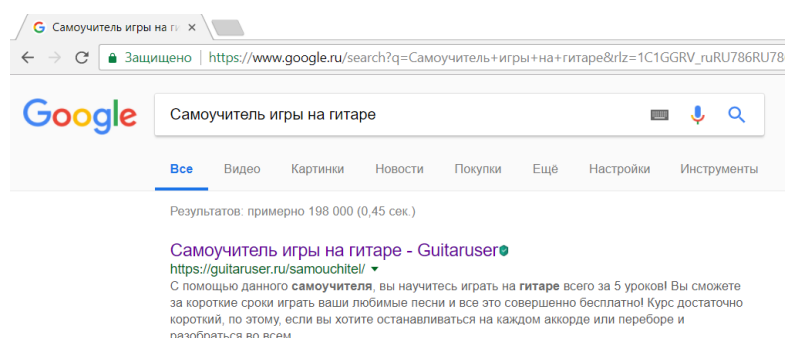 Самоучитель игры на ги
Защищено https://www.google.ru/search?q=Самоучитель+игры+на+гитаре&rlz=1C1GGRV_ruRU786RU78
Google Самоучитель игры на гитаре
Все Видео Картинки Новости Покупки Ещё Настройки Инструменты
Результатов: примерно 198 000 (0,45 сек.)
Самоучитель игры на гитаре - Guitaruser
https://guitaruser.ru/samouchitel/
С помощью данного самоучителя, вы научитесь играть на гитаре всего за 5 уроков! Вы сможете
за короткие сроки играть ваши любимые песни и все это совершенно бесплатно! Курс достаточно
короткий, по этому, если вы хотите останавливаться на каждом аккорде или переборе и
разобраться во всем